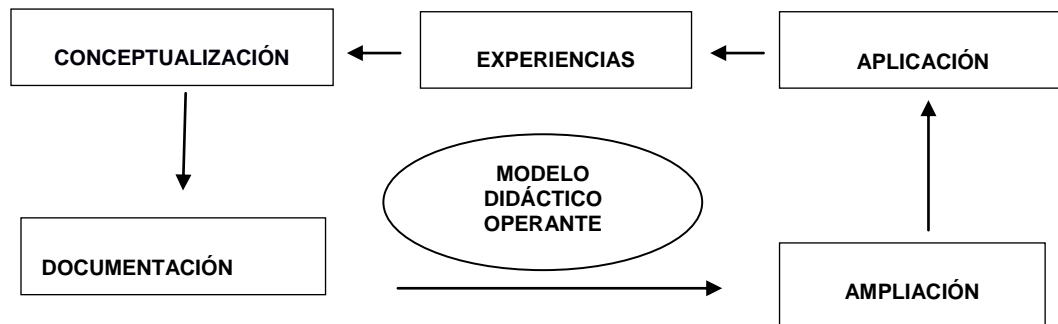 CONCEPTUALIZACIÓN
EXPERIENCIAS
APLICACIÓN
MODELO
DIDÁCTICO
OPERANTE
DOCUMENTACIÓN
AMPLIACIÓN